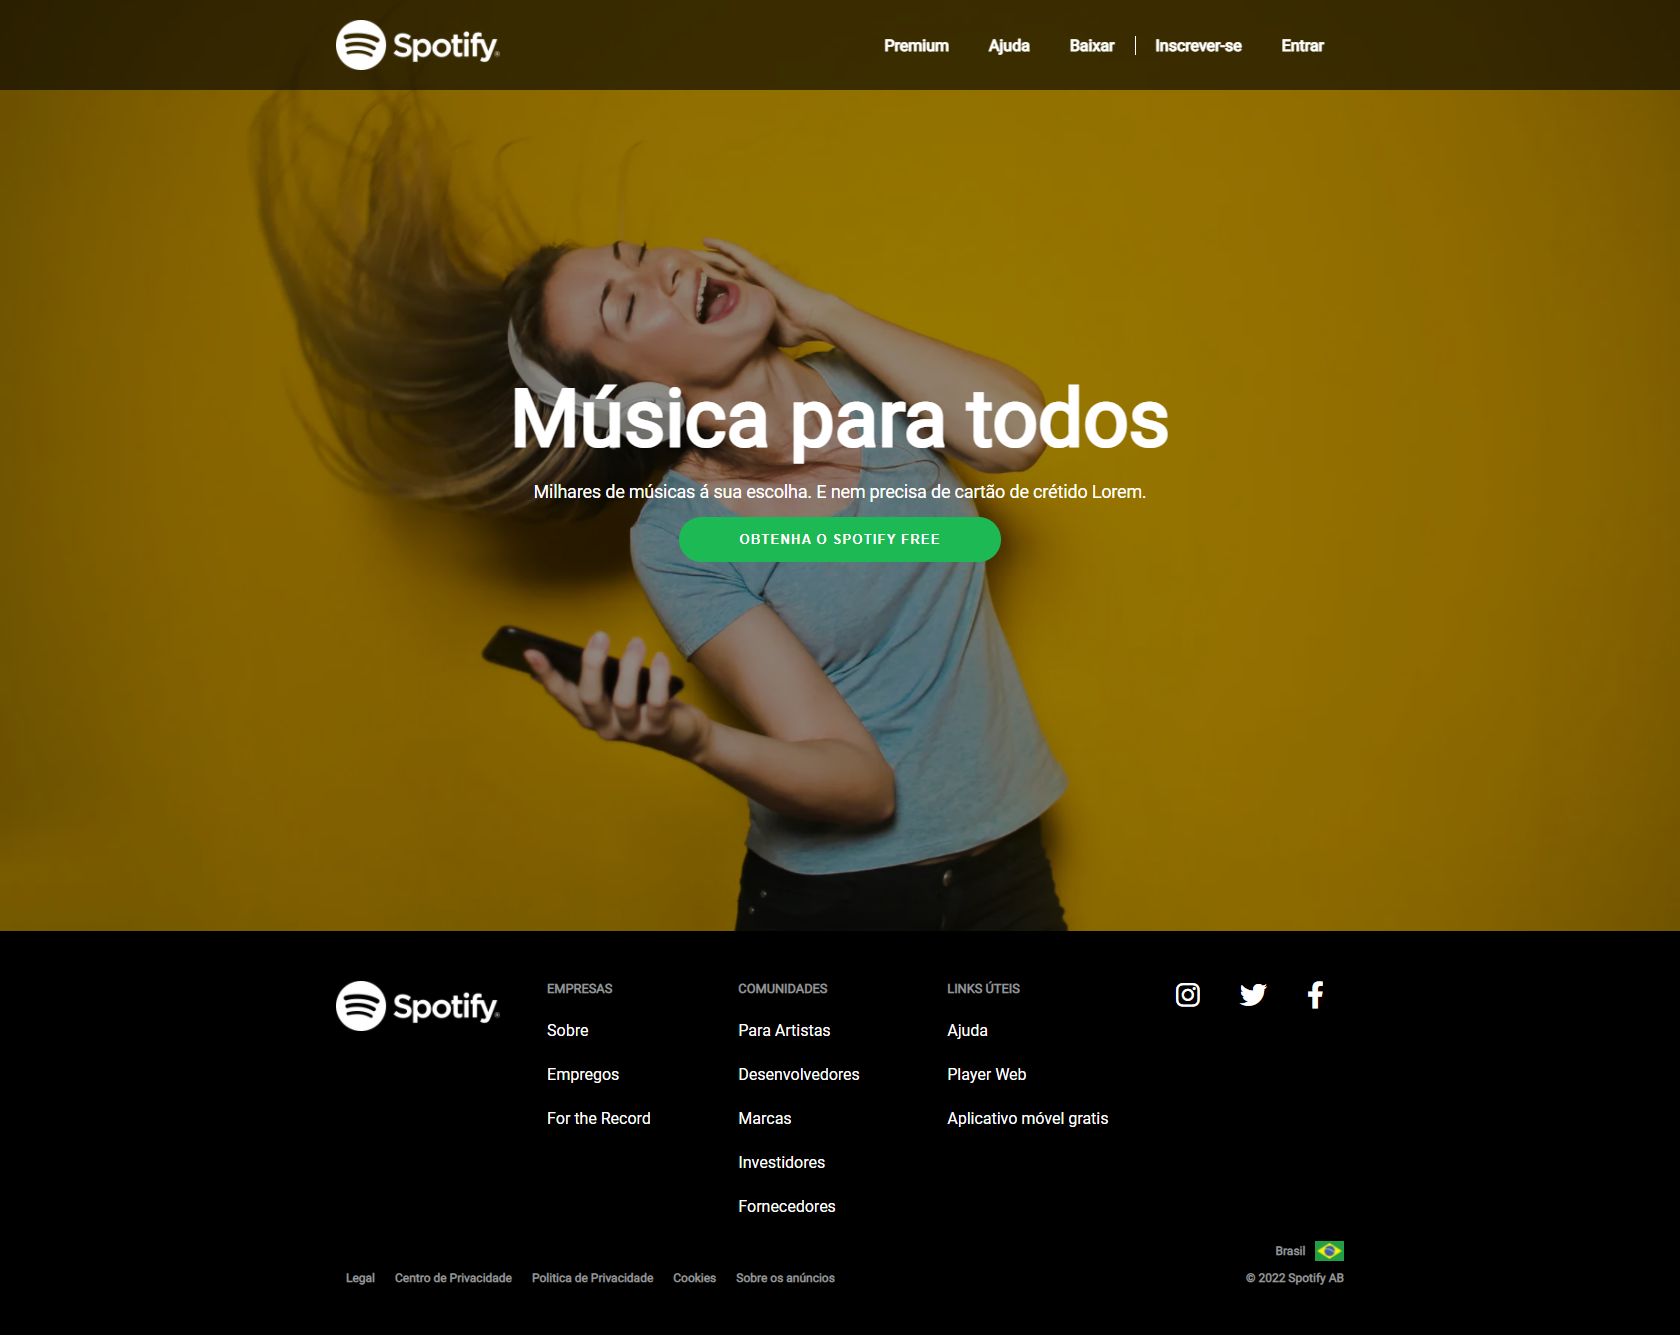 Spotify
Premium Ajuda Baixar Inscrever-se Entrar
Música para todos
Milhares de músicas á sua escolha. E nem precisa de cartão de crétido Lorem.
OBTENHA O SPOTIFY FREE
Spotify
EMPRESAS
Sobre
Empregos
For the Record
COMUNIDADES
Para Artistas
Desenvolvedores
Marcas
Investidores
Fornecedores
LINKS ÚTEIS
Ajuda
Player Web
Aplicativo móvel gratis
Brasil
Legal Centro de Privacidade Politica de Privacidade Cookies Sobre os anúncios
© 2022 Spotify AB